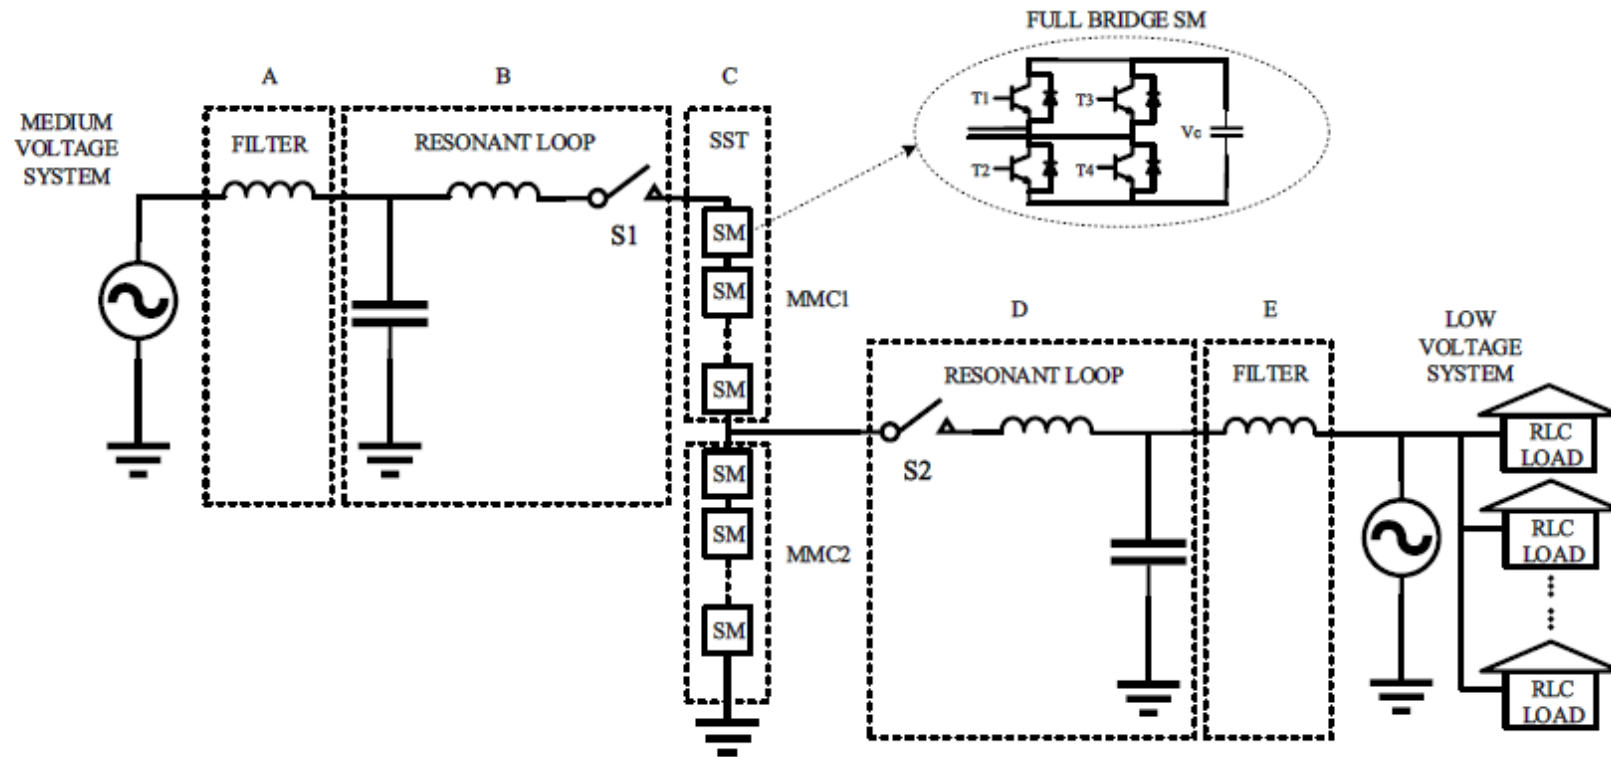 FULL BRIDGE SM
T1
T3
Vc
T2
T4
A
B
C
MEDIUM
VOLTAGE
SYSTEM
FILTER
RESONANT LOOP
SST
S1
SM
SM
MMC1
SM
D
E
LOW
VOLTAGE
SYSTEM
RESONANT LOOP
FILTER
S2
RLC
LOAD
SM
SM
MMC2
SM
RLC
LOAD
RLC
LOAD